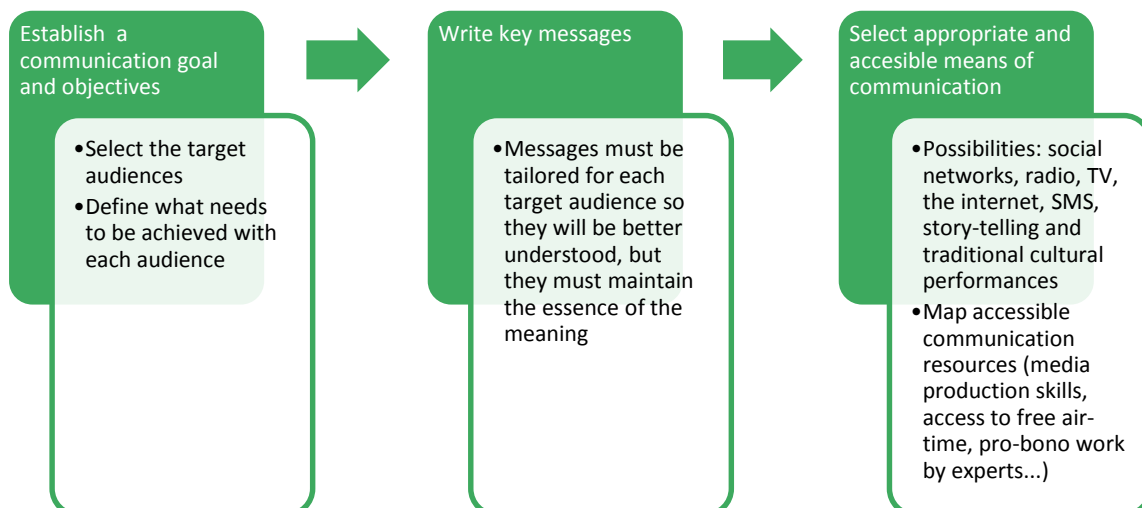 Establish a
communication goal
and objectives
•Select the target
audiences
•Define what needs
to be achieved with
each audience
Write key messages
•Messages must be
tailored for each
target audience so
they will be better
understood, but
they must maintain
the essence of the
meaning
Select appropriate and
accesible means of
communication
•Possibilities: social
networks, radio, TV,
the internet, SMS,
story-telling and
traditional cultural
performances
•Map accessible
communication
resources (media
production skills,
access to free air-
time, pro-bono work
by experts...)